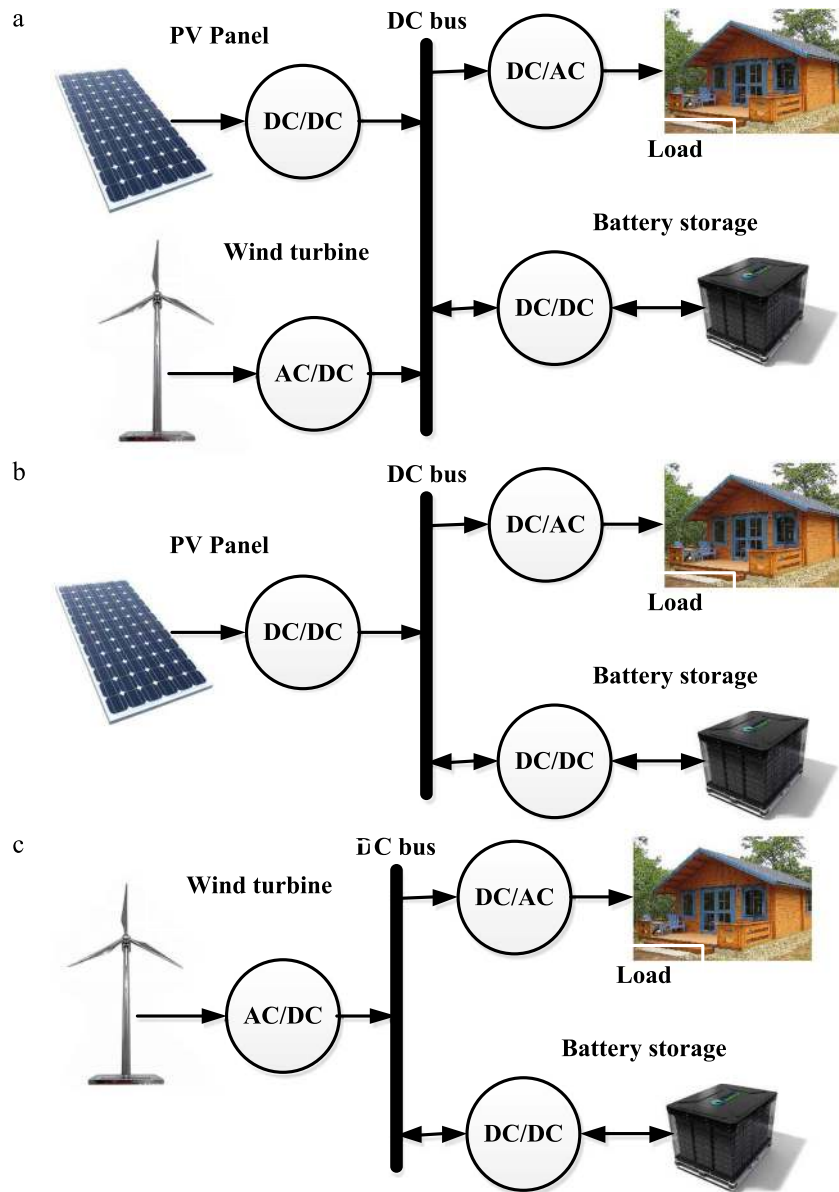 a
PV Panel
DC bus
DC/DC
DC/AC
Load
Wind turbine
Battery storage
AC/DC
DC/DC
b
DC bus
PV Panel
DC/AC
DC/DC
Load
Battery storage
DC/DC
c
DC bus
Wind turbine
DC/AC
Load
AC/DC
Battery storage
DC/DC